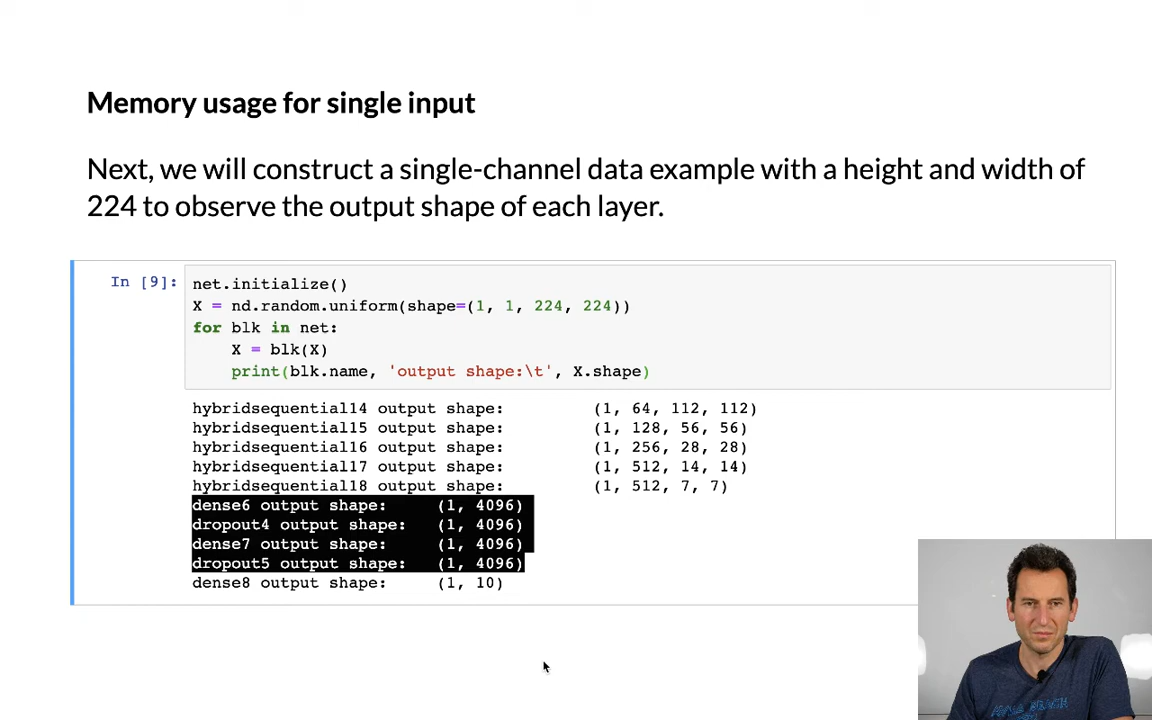 Memory usage for single input
Next, we will construct a single-channel data example with a height and width of
224 to observe the output shape of each layer.
In [9]:
net.initialize()
X = nd.random.uniform(shape=(1, 1, 224, 224))
for blk in net:
    X = blk(X)
    print(blk.name, 'output shape:\t', X.shape)
hybridsequential14 output shape: (1, 64, 112, 112)
hybridsequential15 output shape: (1, 128, 56, 56)
hybridsequential16 output shape: (1, 256, 28, 28)
hybridsequential17 output shape: (1, 512, 14, 14)
hybridsequential18 output shape: (1, 512, 7, 7)
dense6 output shape: (1, 4096)
dropout4 output shape: (1, 4096)
dense7 output shape: (1, 4096)
dropout5 output shape: (1, 4096)
dense8 output shape: (1, 10)